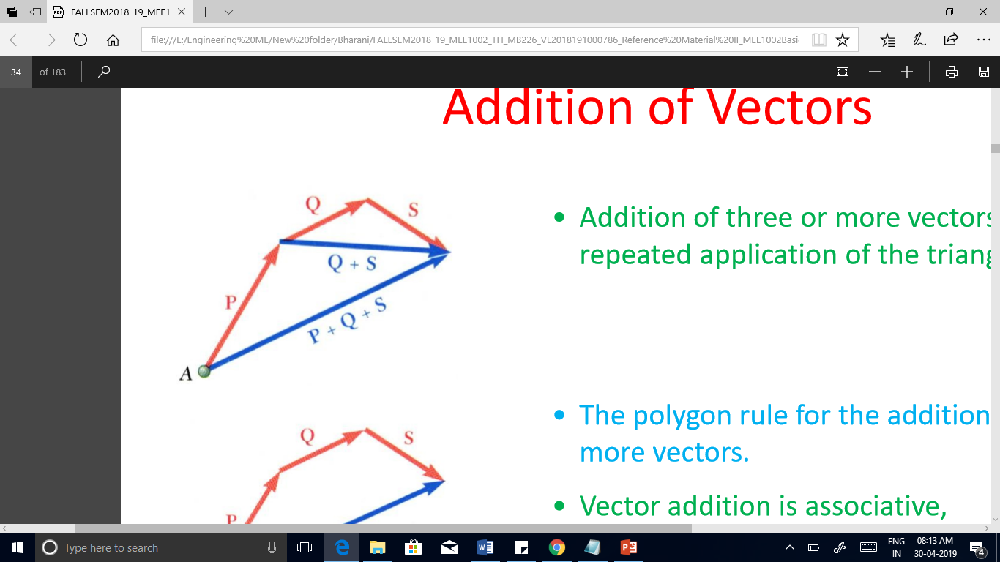 FALLSEM2018-19_MEE1
file:///E:/Engineering%20ME/New%20folder/Bharani/FALLSEM2018-19_MEE1002_TH_MB226_VL2018191000786_Reference%20Material%20II_MEE1002Basi
34 of 183
Addition of Vectors
Q
S
Q + S
P
P + Q + S
A
• Addition of three or more vectors
repeated application of the triang
Q
S
P
• The polygon rule for the addition
more vectors.
• Vector addition is associative,
Type here to search
ENG
IN
08:13 AM
30-04-2019
4